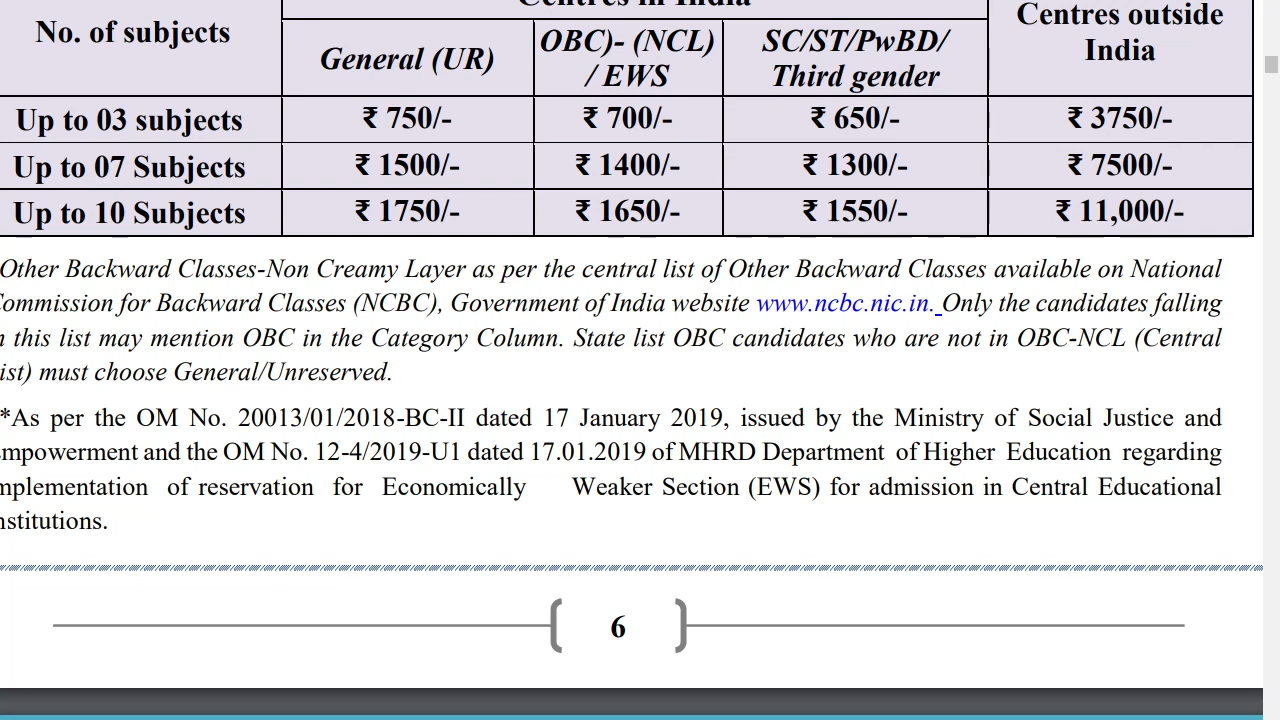 Centres in India
No. of subjects
General (UR)
OBC)- (NCL)
/ EWS
SC/ST/PwBD/
Third gender
Centres outside
India
Up to 03 subjects ₹ 750/- ₹ 700/- ₹ 650/- ₹ 3750/-
Up to 07 Subjects ₹ 1500/- ₹ 1400/- ₹ 1300/- ₹ 7500/-
Up to 10 Subjects ₹ 1750/- ₹ 1650/- ₹ 1550/- ₹ 11,000/-
Other Backward Classes-Non Creamy Layer as per the central list of Other Backward Classes available on National
ommission for Backward Classes (NCBC), Government of India website www.ncbc.nic.in. Only the candidates falling
n this list may mention OBC in the Category Column. State list OBC candidates who are not in OBC-NCL (Central
ist) must choose General/Unreserved.
*As per the OM No. 20013/01/2018-BC-II dated 17 January 2019, issued by the Ministry of Social Justice and
mpowerment and the OM No. 12-4/2019-U1 dated 17.01.2019 of MHRD Department of Higher Education regarding
mplementation of reservation for Economically Weaker Section (EWS) for admission in Central Educational
nstitutions.
6